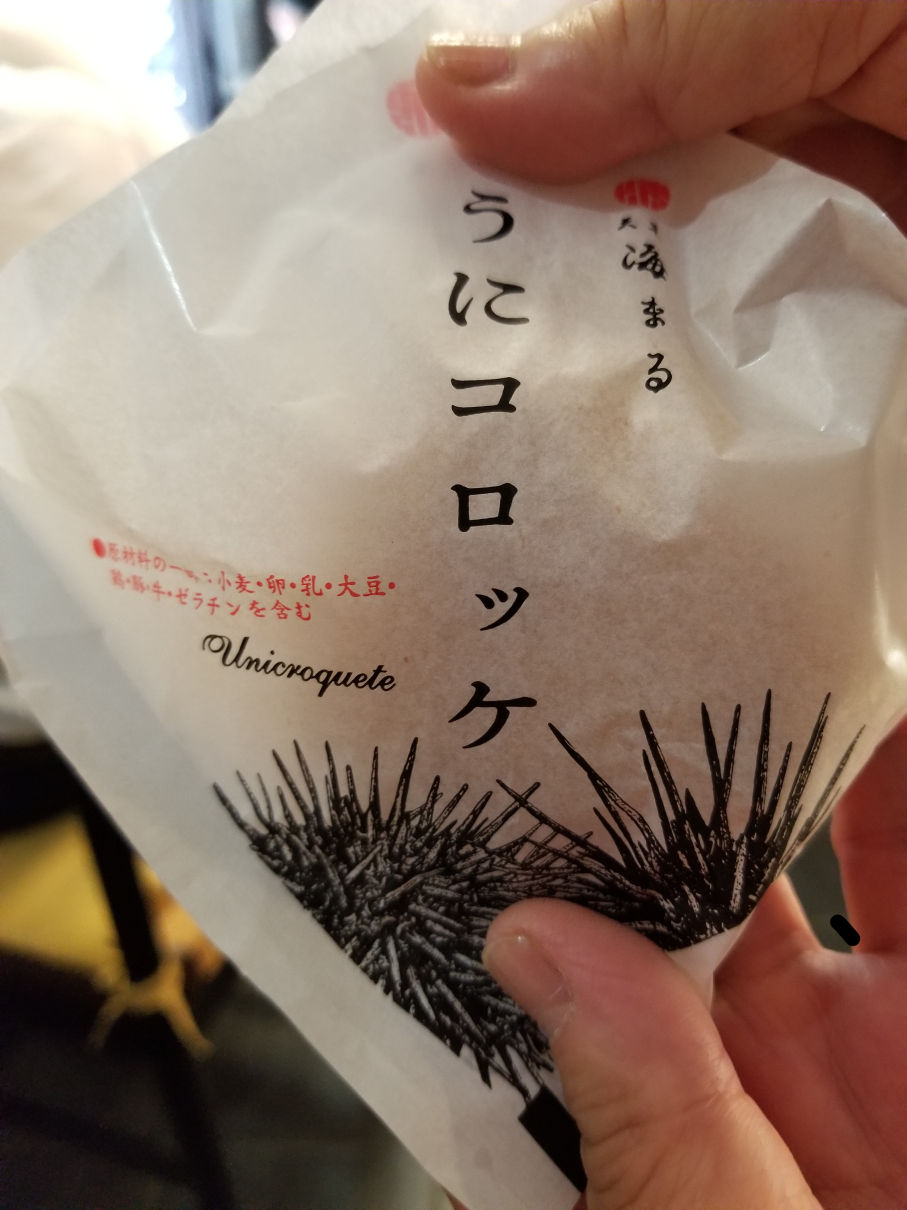 海まる
うにコロッケ
●原材料の一部:小麦・卵・乳・大豆・
鶏・豚・牛・ゼラチンを含む
Unicroquete